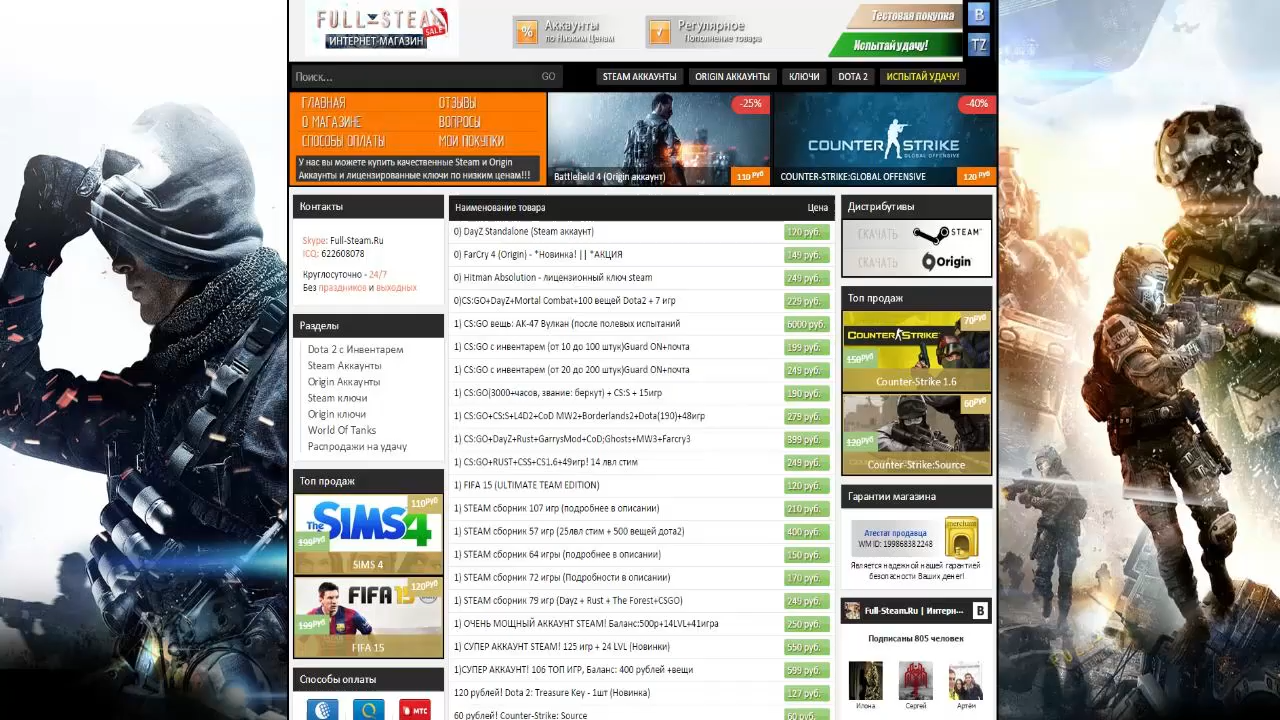 FULL-STEAM
SALE
ИНТЕРНЕТ-МАГАЗИН
%
Аккаунты
по Низким Ценам
Регулярное
Пополнение товара
Тестовая покупка
Испытай удачу!
B
TZ
Поиск...
GO
STEAM АККАУНТЫ
ORIGIN АККАУНТЫ
КЛЮЧИ
DOTA 2
ИСПЫТАЙ УДАЧУ!
ГЛАВНАЯ
ОТЗЫВЫ
О МАГАЗИНЕ
ВОПРОСЫ
СПОСОБЫ ОПЛАТЫ
МОИ ПОКУПКИ
У нас вы можете купить качественные Steam и Origin
Аккаунты и лицензированные ключи по низким ценам!!!
-25%
Battlefield 4 (Origin аккаунт)
110 руб
-40%
COUNTER STRIKE
GLOBAL OFFENSIVE
COUNTER-STRIKE:GLOBAL OFFENSIVE
120 руб
Контакты
Skype: Full-Steam.Ru
ICQ: 622608078
Круглосуточно - 24/7
Без праздников и выходных
Разделы
Dota 2 с Инвентарем
Steam Аккаунты
Origin Аккаунты
Steam ключи
Origin ключи
World Of Tanks
Распродажи на удачу
Топ продаж
110руб
The SIMS 4
199руб
SIMS 4
120руб
FIFA 15
199руб
FIFA 15
Способы оплаты
МТС
Наименование товара
Цена
0) DayZ Standalone (Steam аккаунт)
120 руб.
0) FarCry 4 (Origin) - *Новинка! || *АКЦИЯ
149 руб.
0) Hitman Absolution - лицензионный ключ steam
249 руб.
0)CS:GO+DayZ+Mortal Combat+100 вещей Dota2 + 7 игр
229 руб.
1) CS:GO вещь: АК-47 Вулкан (после полевых испытаний
6000 руб.
1) CS:GO с инвентарем (от 10 до 100 штук)Guard ON+почта
199 руб.
1) CS:GO с инвентарем (от 20 до 200 штук)Guard ON+почта
249 руб.
1) CS:GO(3000+часов, звание: беркут) + CS:S + 15игр
190 руб.
1) CS:GO+CS:S+L4D2+CoD MW2+Borderlands2+Dota(190)+48игр
279 руб.
1) CS:GO+DayZ+Rust+GarrysMod+CoD;Ghosts+MW3+Farcry3
399 руб.
1) CS:GO+RUST+CSS+CS1.6+49игр! 14 лвл стим
249 руб.
1) FIFA 15 (ULTIMATE TEAM EDITION)
120 руб.
1) STEAM сборник 107 игр (подробнее в описании)
210 руб.
1) STEAM сборник 57 игр (25лвл стим + 500 вещей дота2)
400 руб.
1) STEAM сборник 64 игры (подробнее в описании)
150 руб.
1) STEAM сборник 72 игры (Подробности в описании)
170 руб.
1) STEAM сборник 79 игр (Dayz + Rust + The Forest+CSGO)
249 руб.
1) ОЧЕНЬ МОЩНЫЙ АККАУНТ STEAM! Баланс:500р+14LVL+41игра
250 руб.
1) СУПЕР АККАУНТ STEAM! 125 игр + 24 LVL (Новинки)
550 руб.
1)СУПЕР АККАУНТ! 106 ТОП ИГР, Баланс: 400 рублей +вещи
599 руб.
120 рублей! Dota 2: Treasure Key - 1шт (Новинка)
127 руб.
60 рублей! Counter-Strike: Source
60 руб.
Дистрибутивы
СКАЧАТЬ
STEAM
СКАЧАТЬ
Origin
Топ продаж
70руб
COUNTER STRIKE
150руб
Counter-Strike 1.6
60руб
120руб
Counter-Strike:Source
Гарантии магазина
Атестат продавца
WM ID: 199868382248
merchant
Является надежной нашей гарантией
безопасности Ваших денег!
Full-Steam.Ru | Интерн...
B
Подписаны 805 человек
Илона
Сергей
Артём